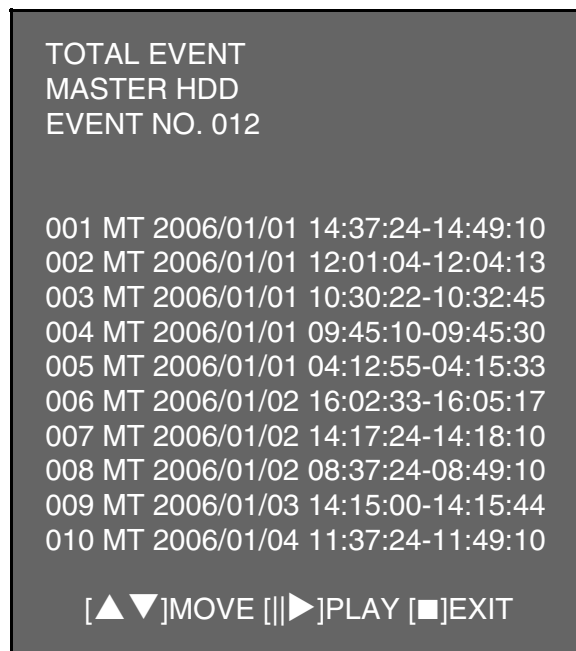 TOTAL EVENT
MASTER HDD
EVENT NO. 012
001 MT 2006/01/01 14:37:24-14:49:10
002 MT 2006/01/01 12:01:04-12:04:13
003 MT 2006/01/01 10:30:22-10:32:45
004 MT 2006/01/01 09:45:10-09:45:30
005 MT 2006/01/01 04:12:55-04:15:33
006 MT 2006/01/02 16:02:33-16:05:17
007 MT 2006/01/02 14:17:24-14:18:10
008 MT 2006/01/02 08:37:24-08:49:10
009 MT 2006/01/03 14:15:00-14:15:44
010 MT 2006/01/04 11:37:24-11:49:10
[▲▼]MOVE [||▶]PLAY [■]EXIT